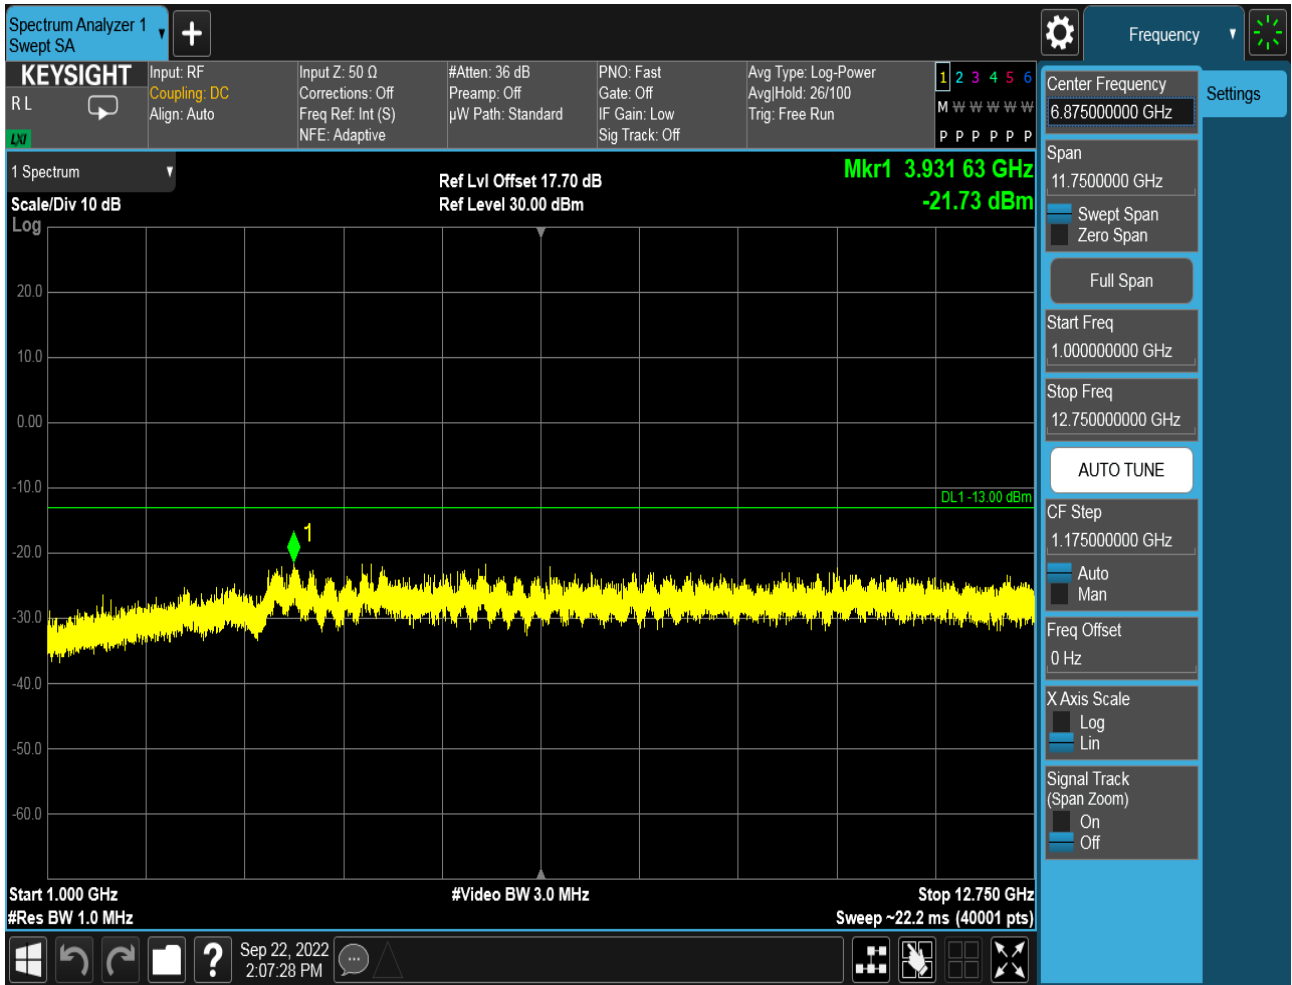 Spectrum Analyzer 1
Swept SA
Frequency
KEYSIGHT
R L
LXI
Input: RF
Coupling: DC
Align: Auto
Input Z: 50 Ω
Corrections: Off
Freq Ref: Int (S)
NFE: Adaptive
#Atten: 36 dB
Preamp: Off
µW Path: Standard
PNO: Fast
Gate: Off
IF Gain: Low
Sig Track: Off
Avg Type: Log-Power
Avg|Hold: 26/100
Trig: Free Run
1 2 3 4 5 6
M W W W W W
P P P P P P
1 Spectrum
Scale/Div 10 dB
Log
Ref Lvl Offset 17.70 dB
Ref Level 30.00 dBm
Mkr1 3.931 63 GHz
-21.73 dBm
20.0
10.0
0.00
-10.0
DL1 -13.00 dBm
1
-20.0
-30.0
-40.0
-50.0
-60.0
Start 1.000 GHz
#Res BW 1.0 MHz
#Video BW 3.0 MHz
Stop 12.750 GHz
Sweep ~22.2 ms (40001 pts)
Sep 22, 2022
2:07:28 PM
Center Frequency
6.875000000 GHz
Settings
Span
11.7500000 GHz
Swept Span
Zero Span
Full Span
Start Freq
1.000000000 GHz
Stop Freq
12.750000000 GHz
AUTO TUNE
CF Step
1.175000000 GHz
Auto
Man
Freq Offset
0 Hz
X Axis Scale
Log
Lin
Signal Track
(Span Zoom)
On
Off